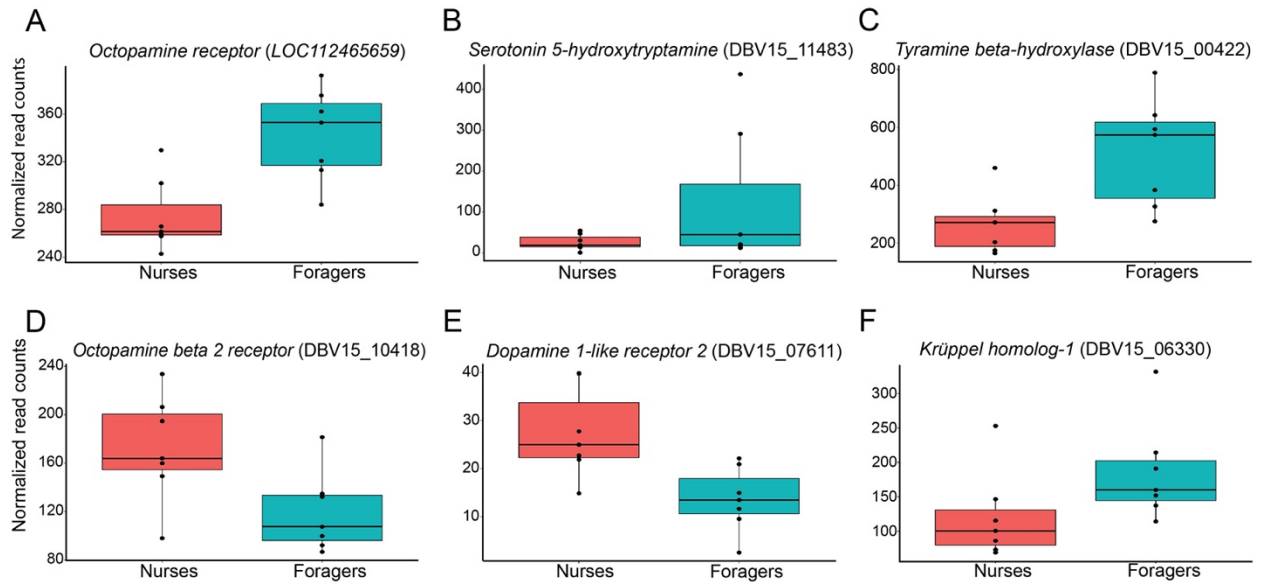 A
Octopamine receptor (LOC112465659)
Normalized read counts
360
320
280
240
Nurses
Foragers
B
Serotonin 5-hydroxytryptamine (DBV15_11483)
400
300
200
100
0
Nurses
Foragers
C
Tyramine beta-hydroxylase (DBV15_00422)
800
600
400
200
Nurses
Foragers
D
Octopamine beta 2 receptor (DBV15_10418)
Normalized read counts
240
200
160
120
80
Nurses
Foragers
E
Dopamine 1-like receptor 2 (DBV15_07611)
40
30
20
10
Nurses
Foragers
F
Krüppel homolog-1 (DBV15_06330)
300
250
200
150
100
Nurses
Foragers